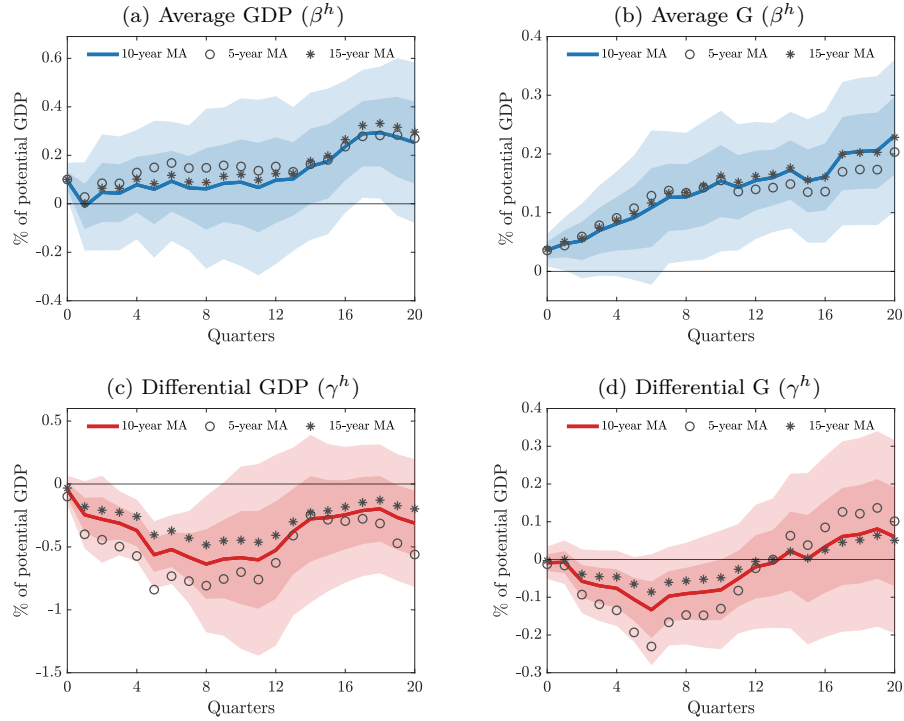 (a) Average GDP (β^h)
10-year MA 5-year MA 15-year MA
% of potential GDP
0.6
0.4
0.2
0
-0.2
-0.4
0 4 8 12 16 20
Quarters
(b) Average G (β^h)
10-year MA 5-year MA 15-year MA
% of potential GDP
0.4
0.3
0.2
0.1
0
0 4 8 12 16 20
Quarters
(c) Differential GDP (γ^h)
10-year MA 5-year MA 15-year MA
% of potential GDP
0.5
0
-0.5
-1
-1.5
0 4 8 12 16 20
Quarters
(d) Differential G (γ^h)
10-year MA 5-year MA 15-year MA
% of potential GDP
0.4
0.3
0.2
0.1
0
-0.1
-0.2
-0.3
0 4 8 12 16 20
Quarters